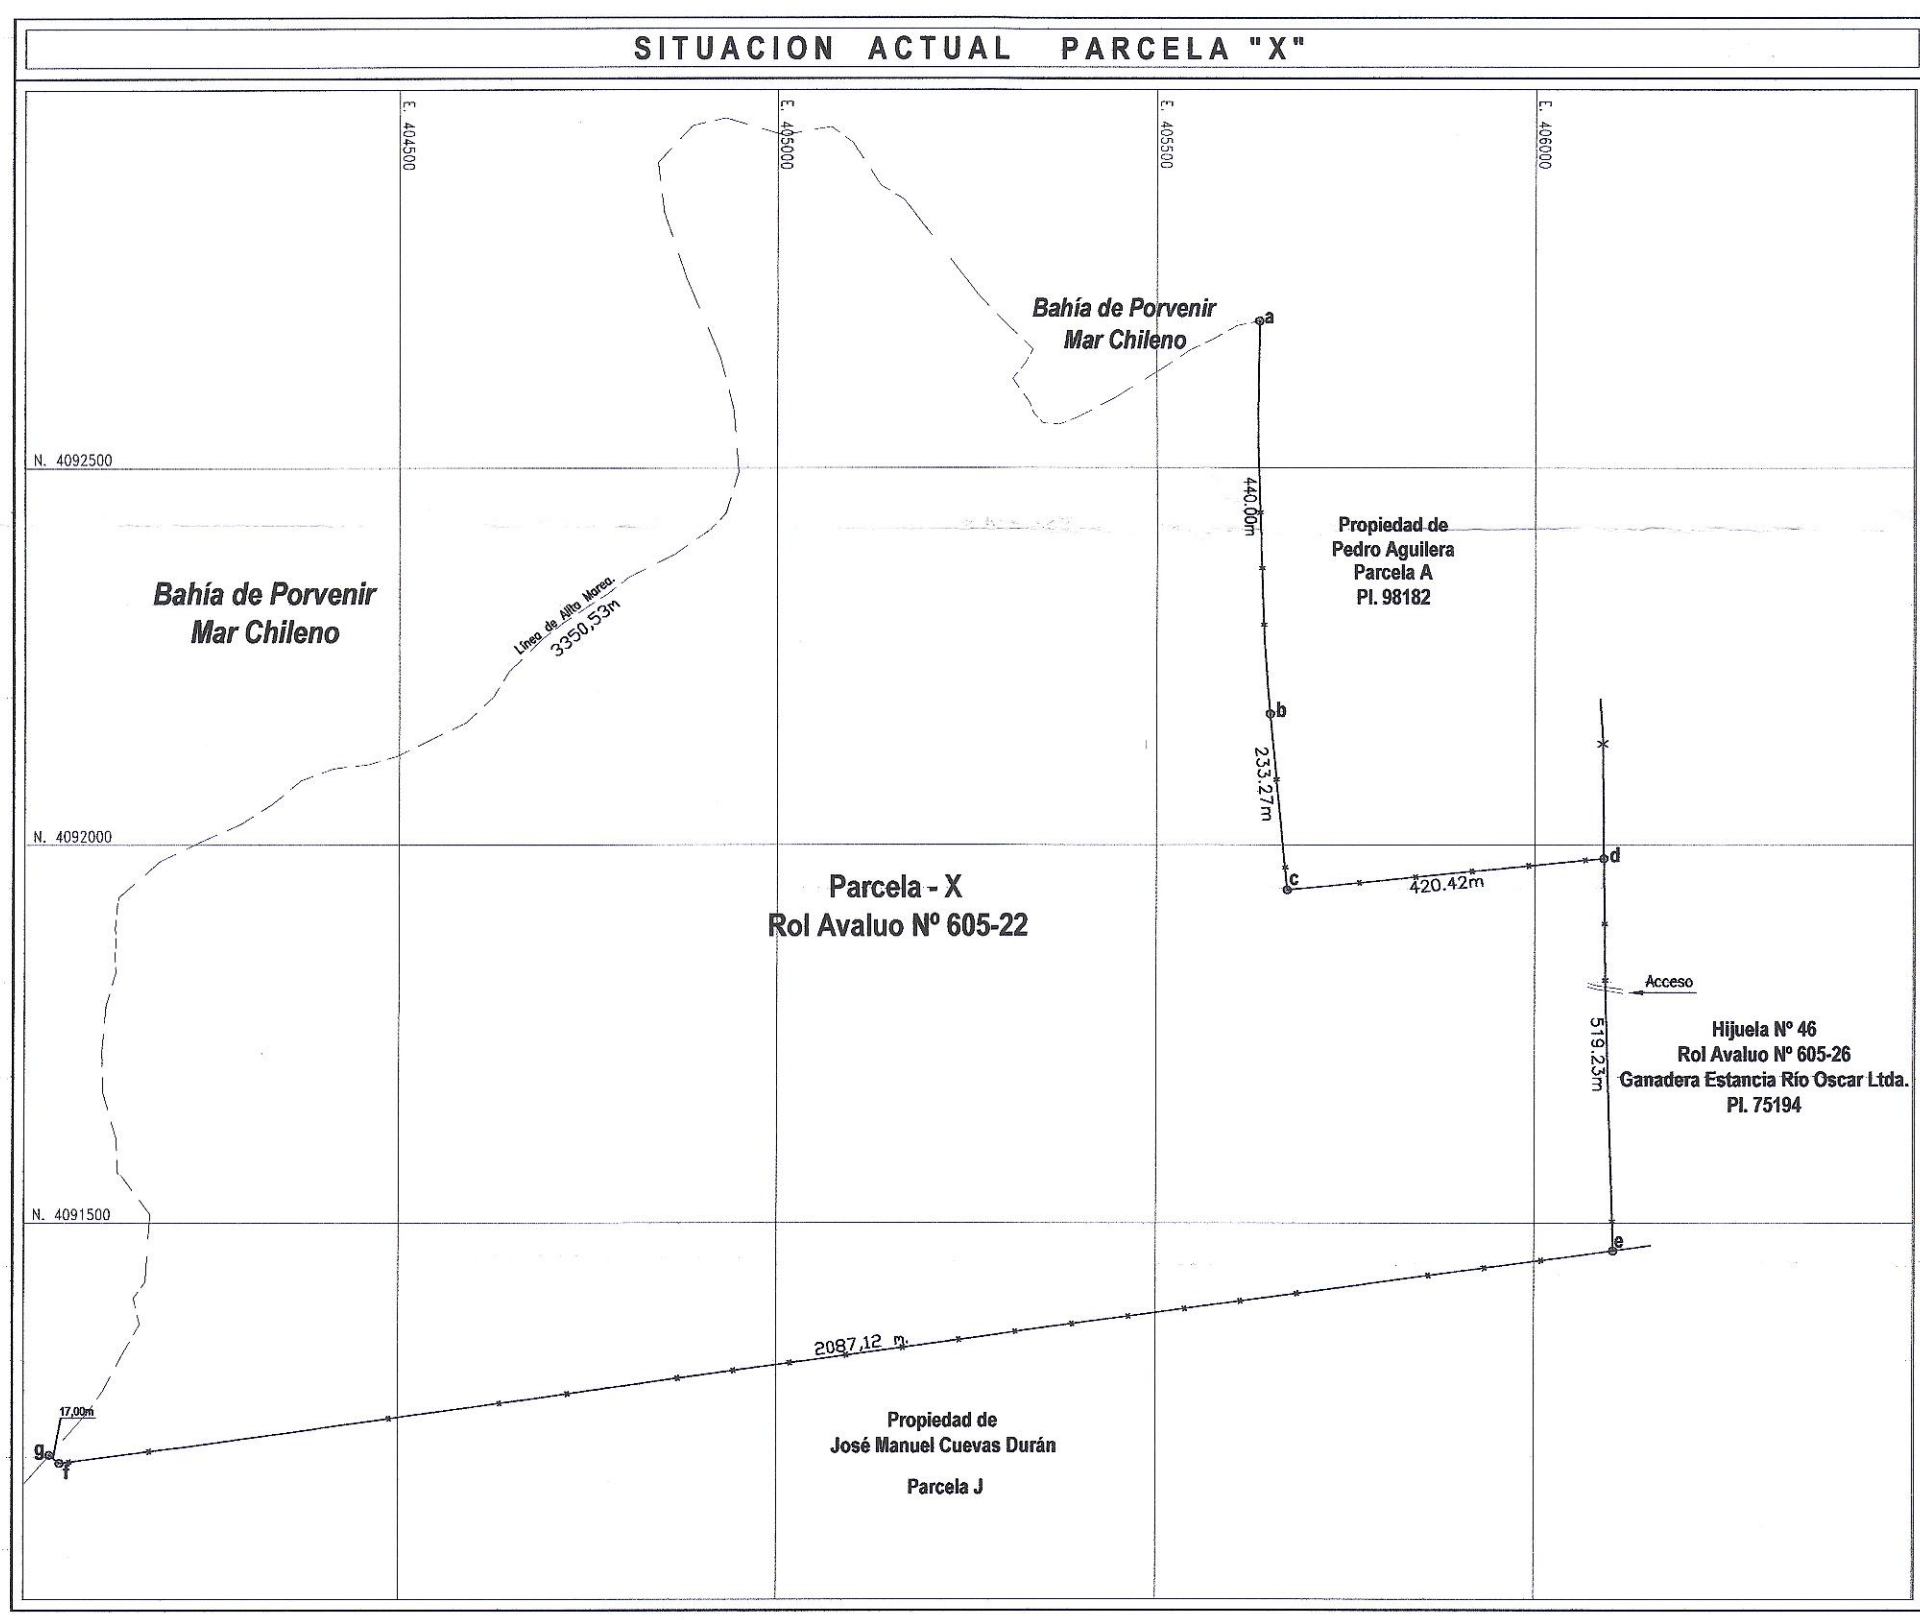 SITUACION ACTUAL PARCELA "X"
E. 404500
E. 405000
E. 405500
E. 406000
Bahía de Porvenir
Mar Chileno
a
N. 4092500
440.00m
Propiedad de
Pedro Aguilera
Parcela A
Pl. 98182
Bahía de Porvenir
Mar Chileno
Línea de Allta Marea.
3350,53m
b
233.27m
N. 4092000
c
d
420.42m
Parcela - X
Rol Avaluo Nº 605-22
Acceso
519.23m
Hijuela Nº 46
Rol Avaluo Nº 605-26
Ganadera Estancia Río Oscar Ltda.
Pl. 75194
N. 4091500
e
2087,12 m.
17,00m
g
f
Propiedad de
José Manuel Cuevas Durán
Parcela J